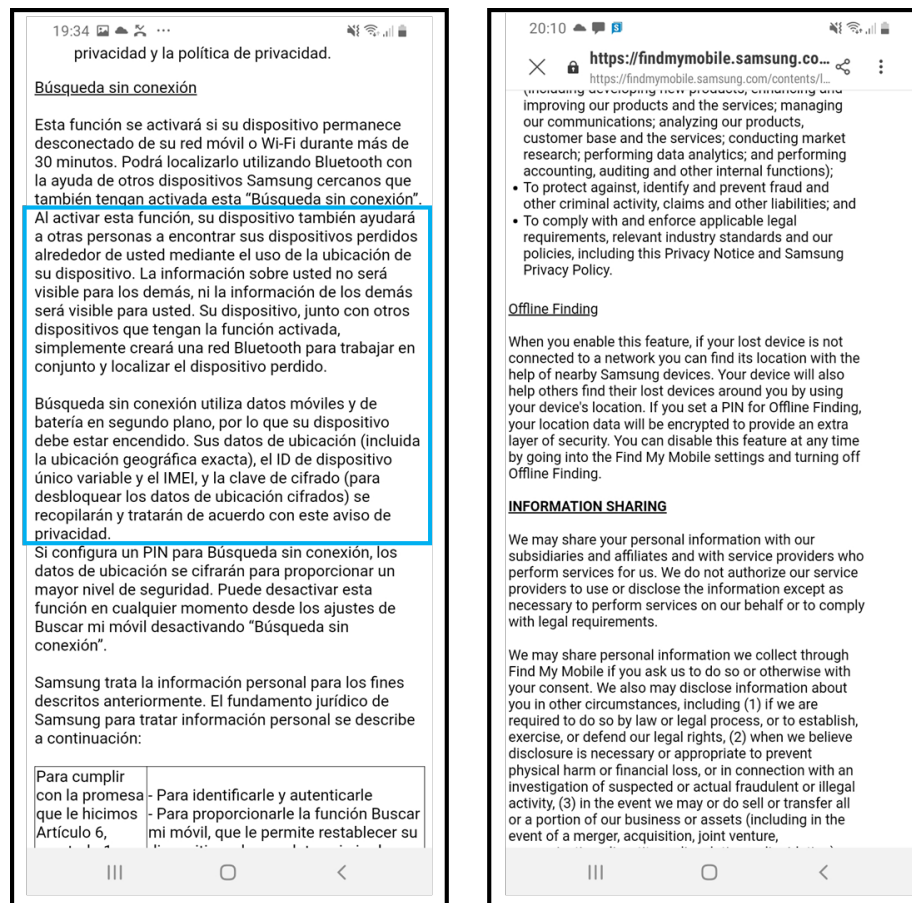 19:34
privacidad y la política de privacidad.
Búsqueda sin conexión
Esta función se activará si su dispositivo permanece
desconectado de su red móvil o Wi-Fi durante más de
30 minutos. Podrá localizarlo utilizando Bluetooth con
la ayuda de otros dispositivos Samsung cercanos que
también tengan activada esta “Búsqueda sin conexión”.
Al activar esta función, su dispositivo también ayudará
a otras personas a encontrar sus dispositivos perdidos
alrededor de usted mediante el uso de la ubicación de
su dispositivo. La información sobre usted no será
visible para los demás, ni la información de los demás
será visible para usted. Su dispositivo, junto con otros
dispositivos que tengan la función activada,
simplemente creará una red Bluetooth para trabajar en
conjunto y localizar el dispositivo perdido.
Búsqueda sin conexión utiliza datos móviles y de
batería en segundo plano, por lo que su dispositivo
debe estar encendido. Sus datos de ubicación (incluida
la ubicación geográfica exacta), el ID de dispositivo
único variable y el IMEI, y la clave de cifrado (para
desbloquear los datos de ubicación cifrados) se
recopilarán y tratarán de acuerdo con este aviso de
privacidad.
Si configura un PIN para Búsqueda sin conexión, los
datos de ubicación se cifrarán para proporcionar un
mayor nivel de seguridad. Puede desactivar esta
función en cualquier momento desde los ajustes de
Buscar mi móvil desactivando “Búsqueda sin
conexión”.
Samsung trata la información personal para los fines
descritos anteriormente. El fundamento jurídico de
Samsung para tratar información personal se describe
a continuación:
Para cumplir
con la promesa
que le hicimos
Artículo 6,
- Para identificarle y autenticarle
- Para proporcionarle la función Buscar
mi móvil, que le permite restablecer su
20:10
https://findmymobile.samsung.co...
https://findmymobile.samsung.com/contents/l...
(including developing new products, enhancing and
improving our products and the services; managing
our communications; analyzing our products,
customer base and the services; conducting market
research; performing data analytics; and performing
accounting, auditing and other internal functions);
• To protect against, identify and prevent fraud and
other criminal activity, claims and other liabilities; and
• To comply with and enforce applicable legal
requirements, relevant industry standards and our
policies, including this Privacy Notice and Samsung
Privacy Policy.
Offline Finding
When you enable this feature, if your lost device is not
connected to a network you can find its location with the
help of nearby Samsung devices. Your device will also
help others find their lost devices around you by using
your device's location. If you set a PIN for Offline Finding,
your location data will be encrypted to provide an extra
layer of security. You can disable this feature at any time
by going into the Find My Mobile settings and turning off
Offline Finding.
INFORMATION SHARING
We may share your personal information with our
subsidiaries and affiliates and with service providers who
perform services for us. We do not authorize our service
providers to use or disclose the information except as
necessary to perform services on our behalf or to comply
with legal requirements.
We may share personal information we collect through
Find My Mobile if you ask us to do so or otherwise with
your consent. We also may disclose information about
you in other circumstances, including (1) if we are
required to do so by law or legal process, or to establish,
exercise, or defend our legal rights, (2) when we believe
disclosure is necessary or appropriate to prevent
physical harm or financial loss, or in connection with an
investigation of suspected or actual fraudulent or illegal
activity, (3) in the event we may or do sell or transfer all
or a portion of our business or assets (including in the
event of a merger, acquisition, joint venture,